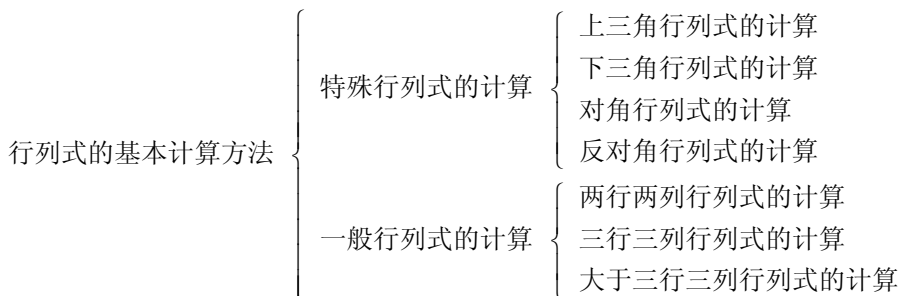 行列式的基本计算方法
特殊行列式的计算
上三角行列式的计算
下三角行列式的计算
对角行列式的计算
反对角行列式的计算
一般行列式的计算
两行两列行列式的计算
三行三列行列式的计算
大于三行三列行列式的计算